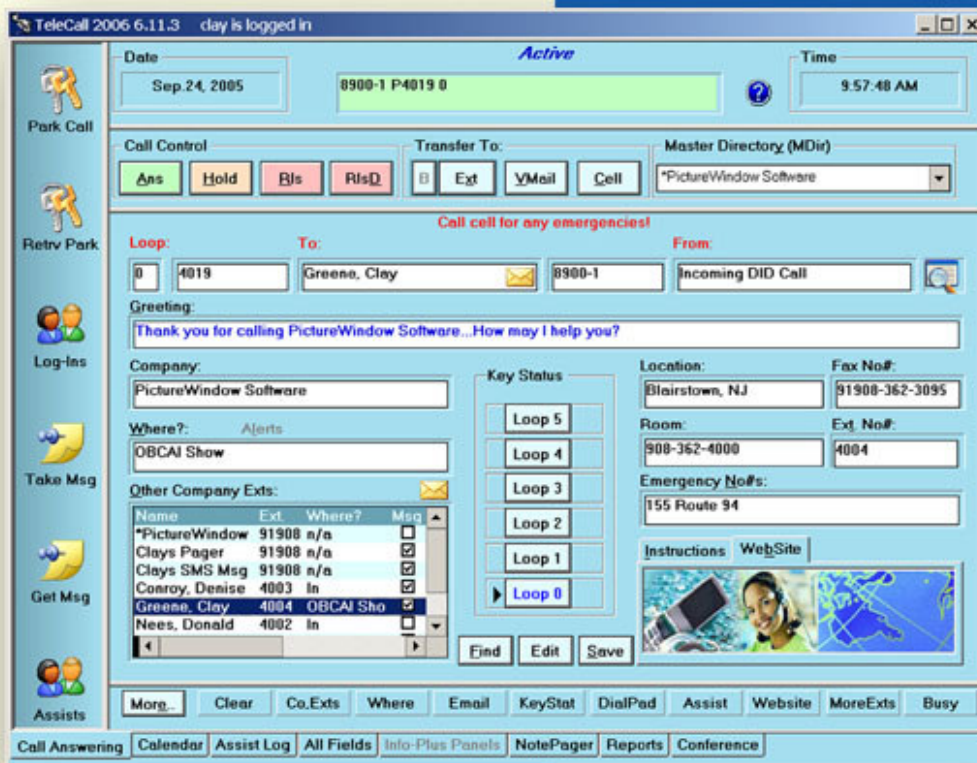 TeleCall 2006 6.11.3 clay is logged in
Date
Active
Time
Sep.24, 2005
8900-1 P4019 0
?
9:57:48 AM
Park Call
Call Control
Transfer To:
Master Directory (MDir)
Ans
Hold
Rls
RlsD
B
Ext
VMail
Cell
*PictureWindow Software
Retrv Park
Call cell for any emergencies!
Loop:
To:
From:
0
4019
Greene, Clay
8900-1
Incoming DID Call
Greeting:
Thank you for calling PictureWindow Software...How may I help you?
Log-Ins
Company:
PictureWindow Software
Key Status
Location:
Fax No#:
Blairstown, NJ
91908-362-3095
Where?:
Alerts
OBCAI Show
Loop 5
Loop 4
Loop 3
Loop 2
Loop 1
Loop 0
Room:
Ext. No#:
908-362-4000
4004
Take Msg
Other Company Exts:
Emergency No#s:
155 Route 94
Name Ext. Where? Msg
*PictureWindow 91908 n/a
Clays Pager 91908 n/a
Clays SMS Msg 91908 n/a
Conroy, Denise 4003 In
Greene, Clay 4004 OBCAI Sho
Nees, Donald 4002 In
Instructions
WebSite
Get Msg
Find
Edit
Save
Assists
More..
Clear
Co.Exts
Where
Email
KeyStat
DialPad
Assist
Website
MoreExts
Busy
Call Answering
Calendar
Assist Log
All Fields
Info-Plus Panels
NotePager
Reports
Conference